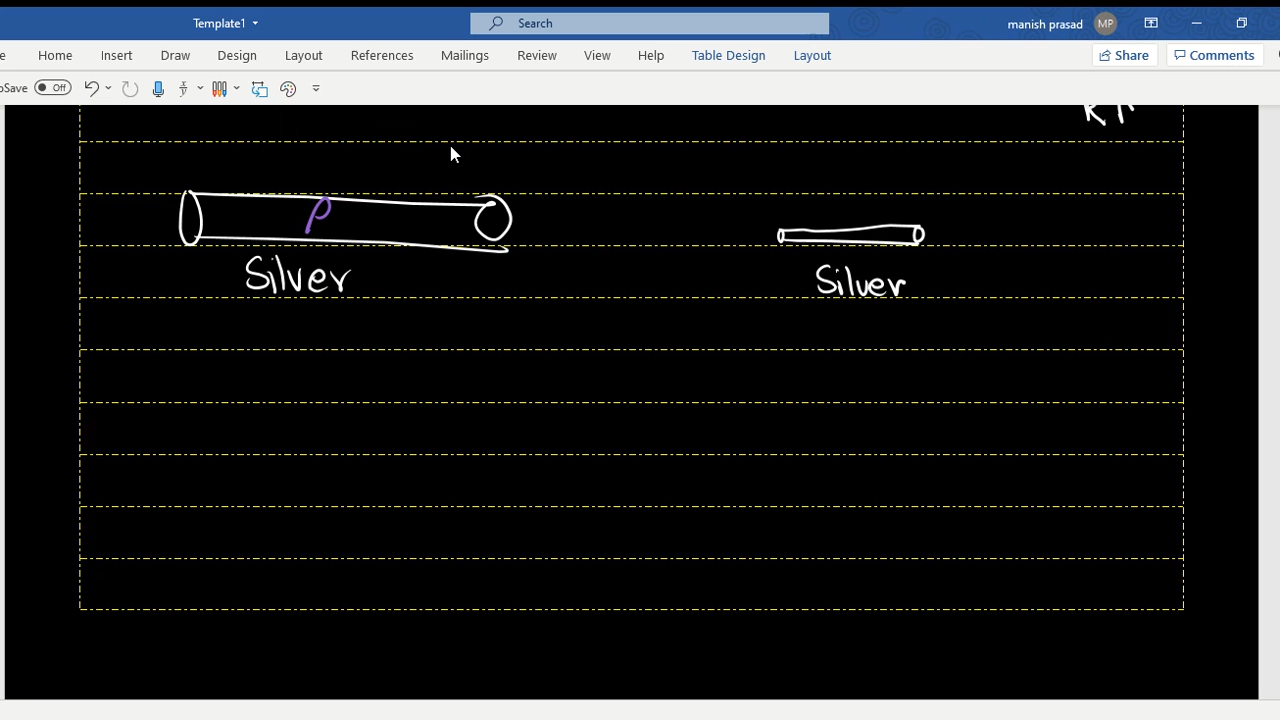 Template1
Search
manish prasad
MP
Home Insert Draw Design Layout References Mailings Review View Help Table Design Layout
Share
Comments
Save
Off
ρ
Silver
Silver